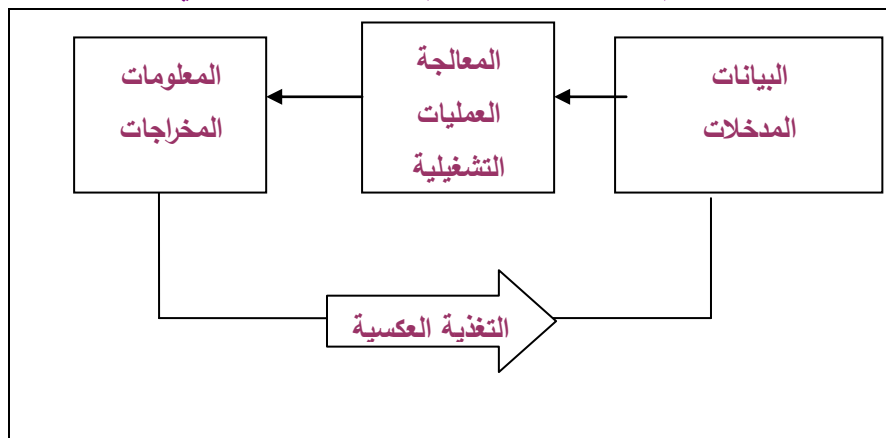 البيانات
المدخلات
المعالجة
العمليات
التشغيلية
المعلومات
المخراجات
التغذية العكسية